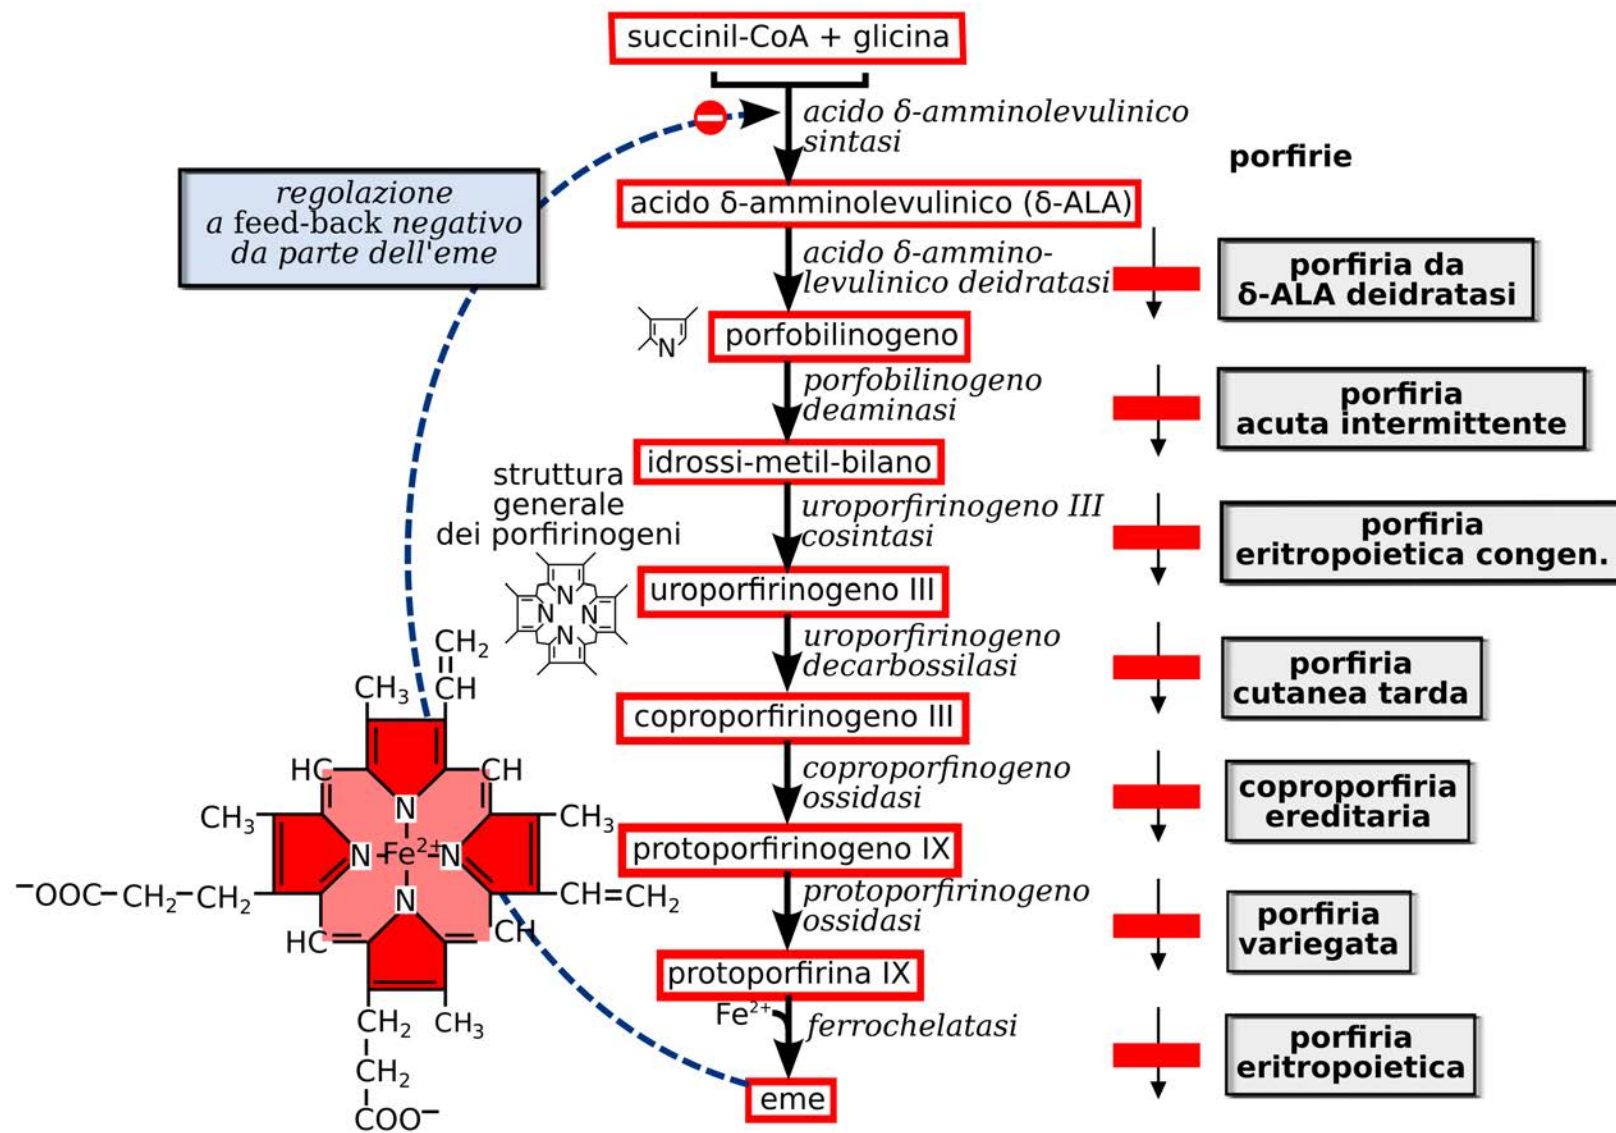 succinil-CoA + glicina
acido δ-amminolevulinico
sintasi
porfirie
regolazione
a feed-back negativo
da parte dell'eme
acido δ-amminolevulinico (δ-ALA)
acido δ-ammino-
levulinico deidratasi
porfiria da
δ-ALA deidratasi
N
porfobilinogeno
porfobilinogeno
deaminasi
porfiria
acuta intermittente
idrossi-metil-bilano
struttura
generale
dei porfirinogeni
uroporfirinogeno III
cosintasi
porfiria
eritropoietica congen.
N
N N
N
uroporfirinogeno III
uroporfirinogeno
decarbossilasi
porfiria
cutanea tarda
coproporfirinogeno III
coproporfinogeno
ossidasi
coproporfiria
ereditaria
protoporfirinogeno IX
protoporfirinogeno
ossidasi
porfiria
variegata
protoporfirina IX
Fe²⁺
ferrochelatasi
porfiria
eritropoietica
eme
CH₂
CH₃ CH
HC CH
N
CH₃ CH₃
N Fe²⁺ N
⁻OOC−CH₂−CH₂ CH=CH₂
N
HC CH
CH₂ CH₃
CH₂
COO⁻